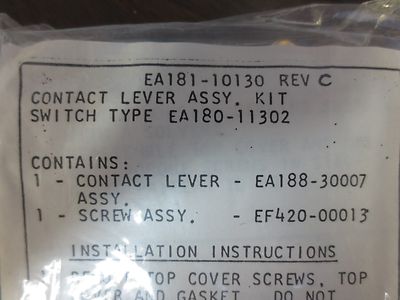 EA181-10130 REV C
CONTACT LEVER ASSY. KIT
SWITCH TYPE EA180-11302
CONTAINS:
1 - CONTACT LEVER - EA188-30007
ASSY.
1 - SCREW ASSY. - EF420-00013
INSTALLATION INSTRUCTIONS
TOP COVER SCREWS, TOP
AND GASKET. DO NOT